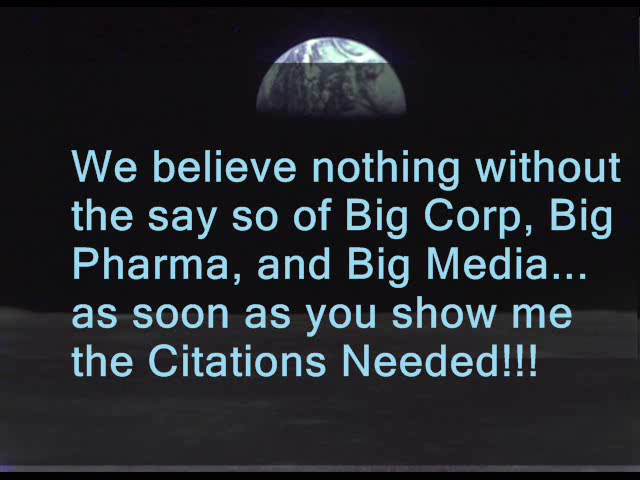 We believe nothing without
the say so of Big Corp, Big
Pharma, and Big Media...
as soon as you show me
the Citations Needed!!!